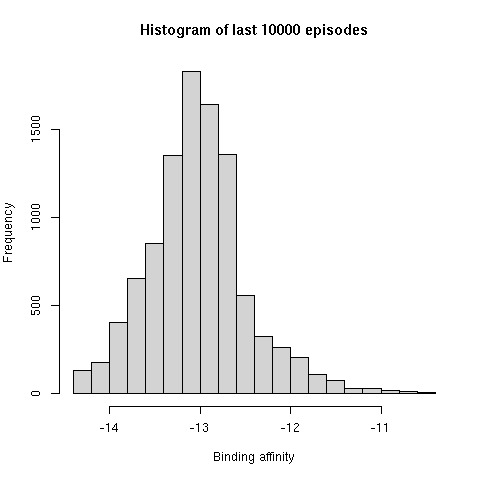 Histogram of last 10000 episodes
Frequency
1500
1000
500
0
-14
-13
-12
-11
Binding affinity